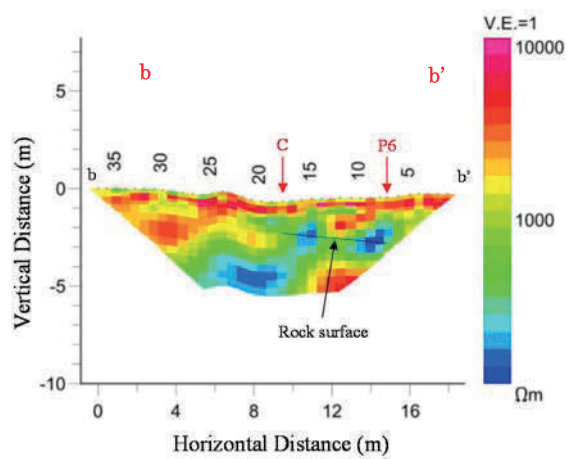 V.E.=1
10000
1000
Ωm
b
b'
C
P6
b
35
30
25
20
15
10
5
b'
5
0
-5
-10
Vertical Distance (m)
Rock surface
0
4
8
12
16
Horizontal Distance (m)